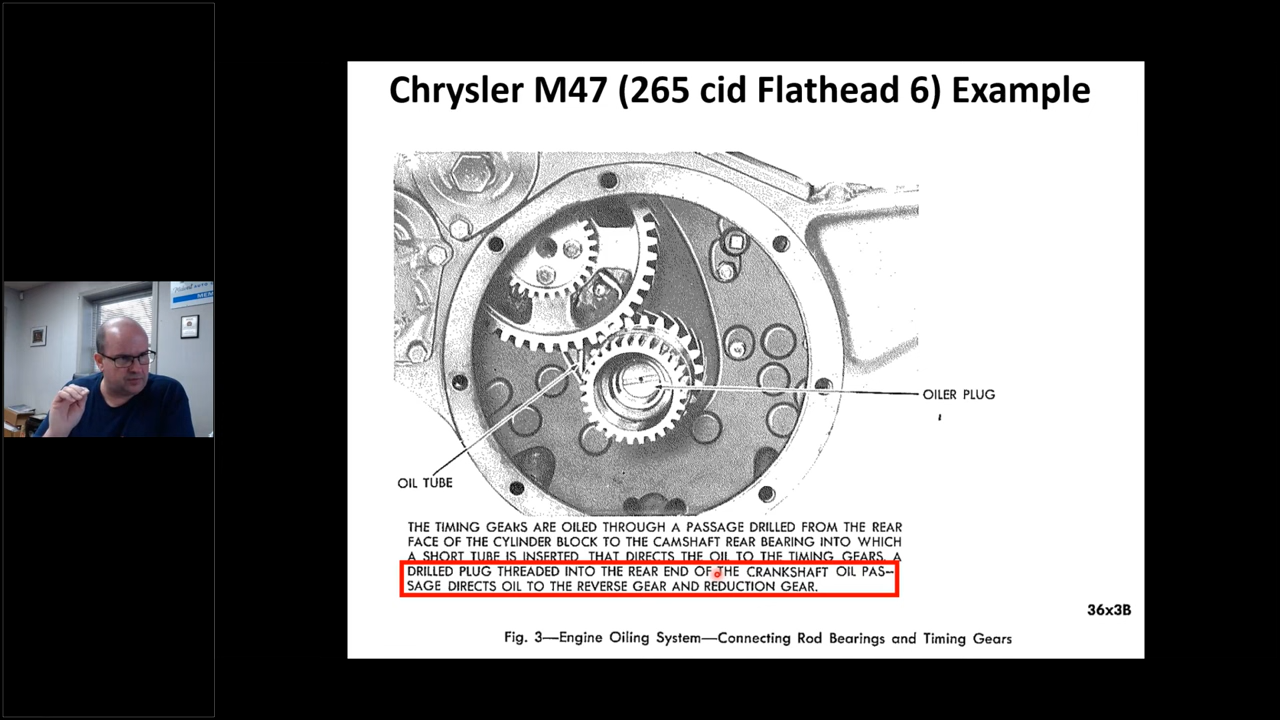 Chrysler M47 (265 cid Flathead 6) Example
OILER PLUG
OIL TUBE
THE TIMING GEARS ARE OILED THROUGH A PASSAGE DRILLED FROM THE REAR
FACE OF THE CYLINDER BLOCK TO THE CAMSHAFT REAR BEARING INTO WHICH
A SHORT TUBE IS INSERTED THAT DIRECTS THE OIL TO THE TIMING GEARS. A
DRILLED PLUG THREADED INTO THE REAR END OF THE CRANKSHAFT OIL PAS-
SAGE DIRECTS OIL TO THE REVERSE GEAR AND REDUCTION GEAR.
36x3B
Fig. 3—Engine Oiling System—Connecting Rod Bearings and Timing Gears